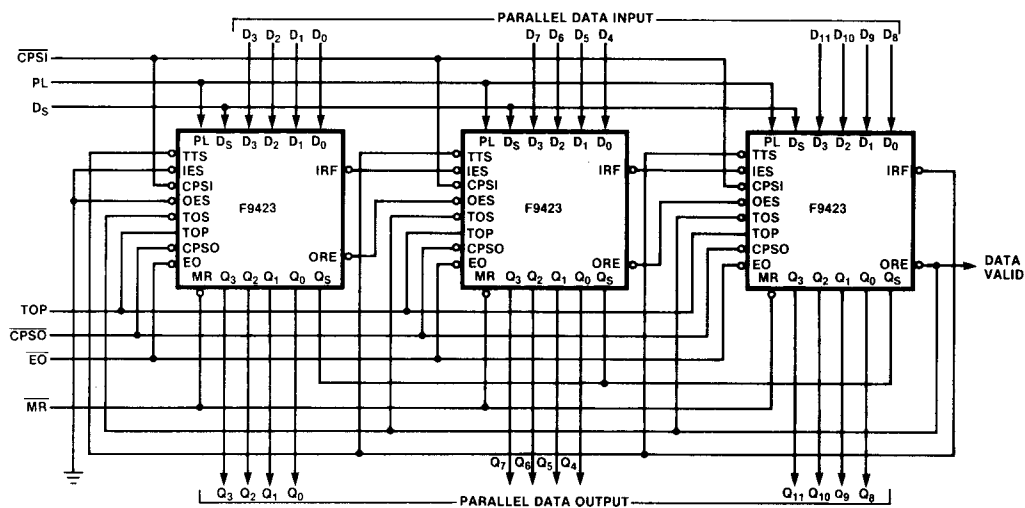 PARALLEL DATA INPUT
D3 D2 D1 D0
D7 D6 D5 D4
D11 D10 D9 D8
CPSI
PL
DS
PL DS D3 D2 D1 D0
TTS
IES
CPSI
OES
TOS
TOP
CPSO
EO
IRF
F9423
ORE
MR Q3 Q2 Q1 Q0 QS
PL DS D3 D2 D1 D0
TTS
IES
CPSI
OES
TOS
TOP
CPSO
EO
IRF
F9423
ORE
MR Q3 Q2 Q1 Q0 QS
PL DS D3 D2 D1 D0
TTS
IES
CPSI
OES
TOS
TOP
CPSO
EO
IRF
F9423
ORE
MR Q3 Q2 Q1 Q0 QS
DATA
VALID
TOP
CPSO
EO
MR
Q3 Q2 Q1 Q0
Q7 Q6 Q5 Q4
Q11 Q10 Q9 Q8
PARALLEL DATA OUTPUT